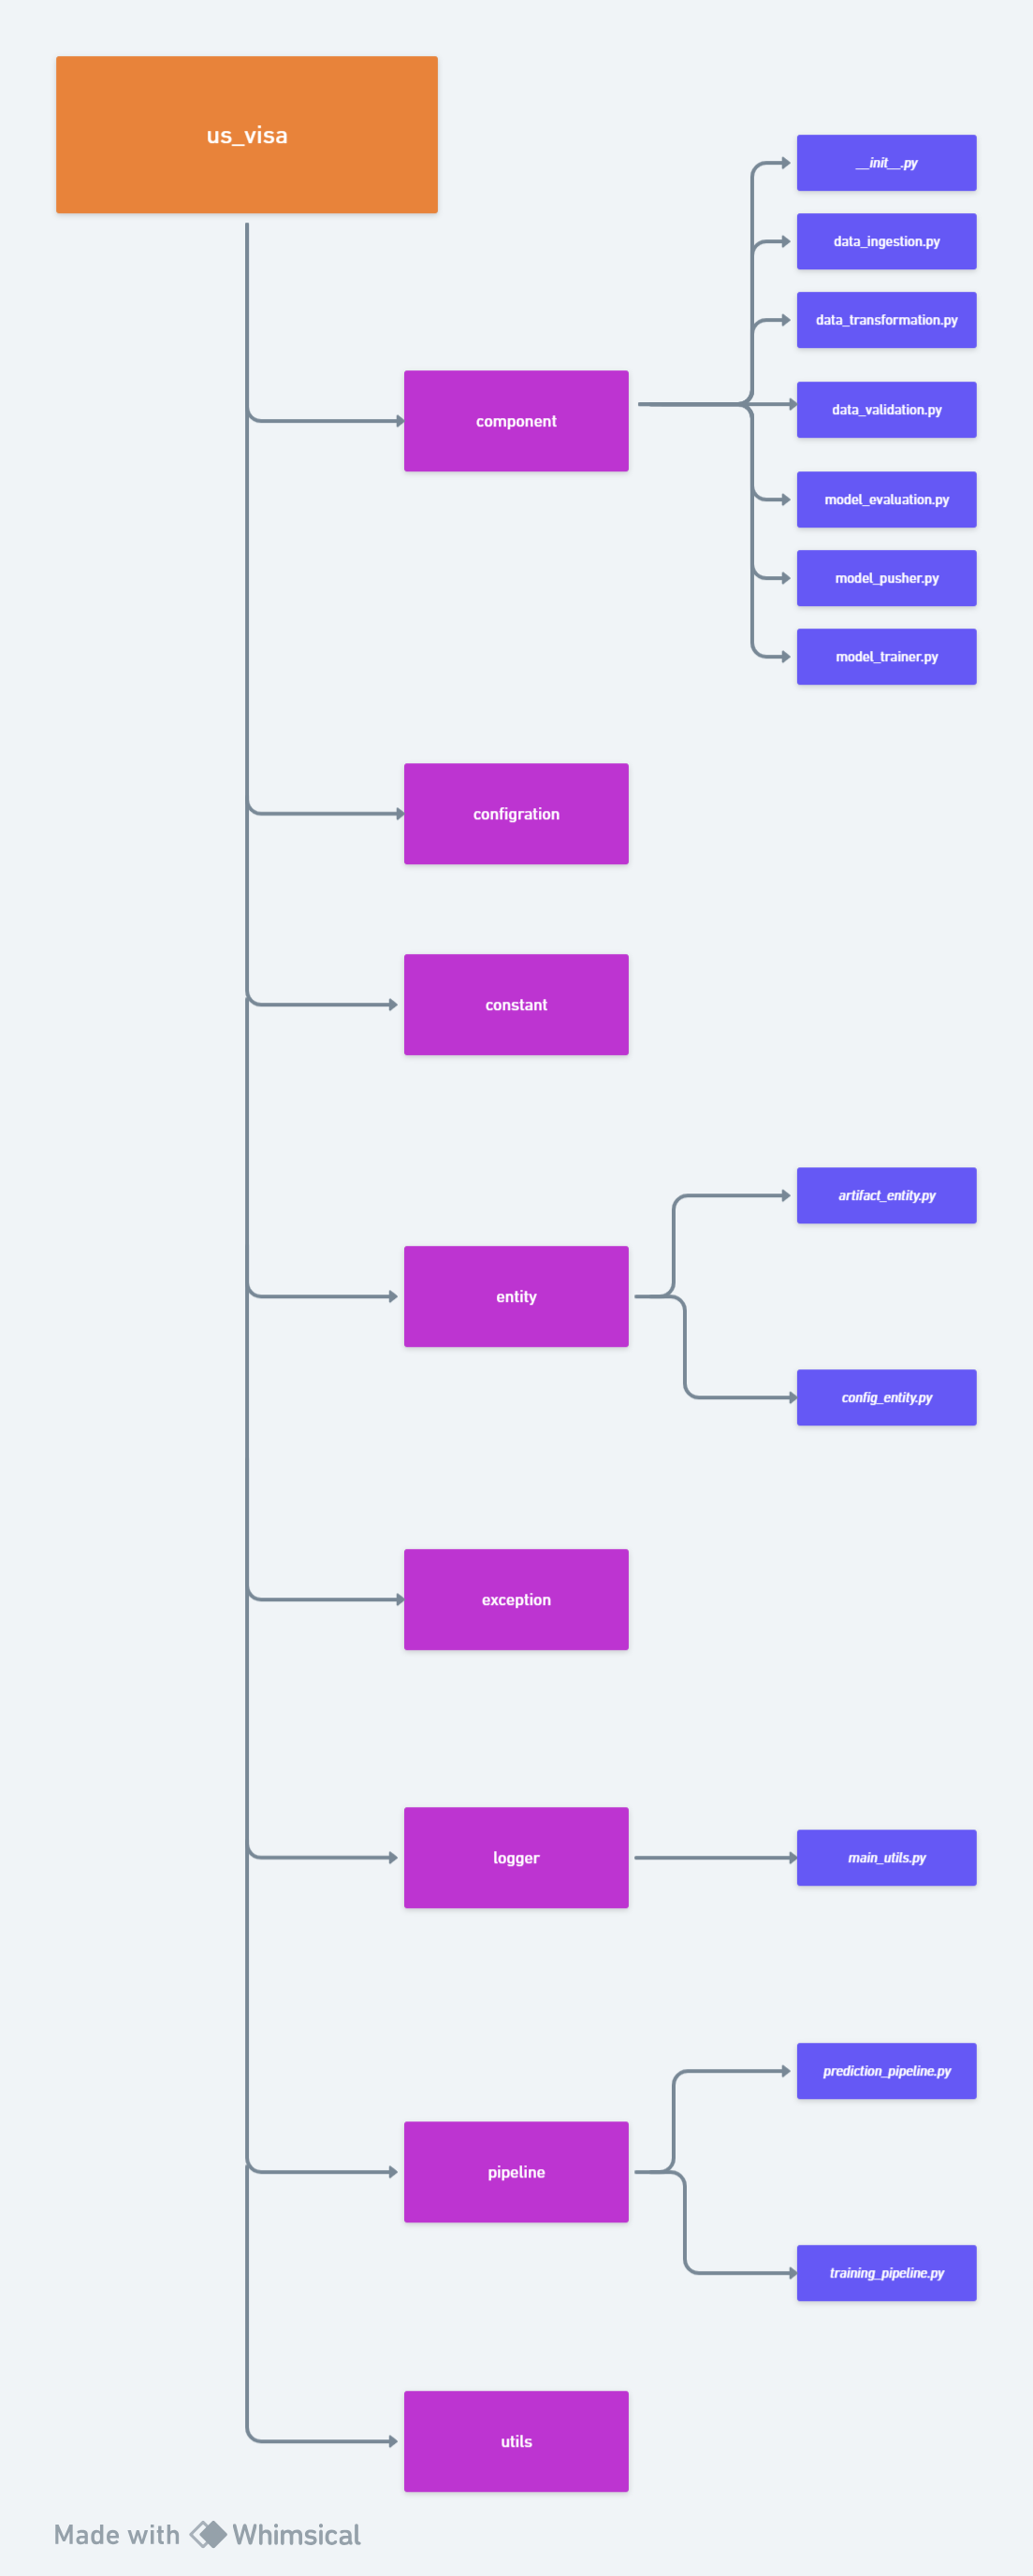 us_visa
__init__.py
data_ingestion.py
data_transformation.py
component
data_validation.py
model_evaluation.py
model_pusher.py
model_trainer.py
configration
constant
artifact_entity.py
entity
config_entity.py
exception
logger
main_utils.py
prediction_pipeline.py
pipeline
training_pipeline.py
utils
Made with Whimsical